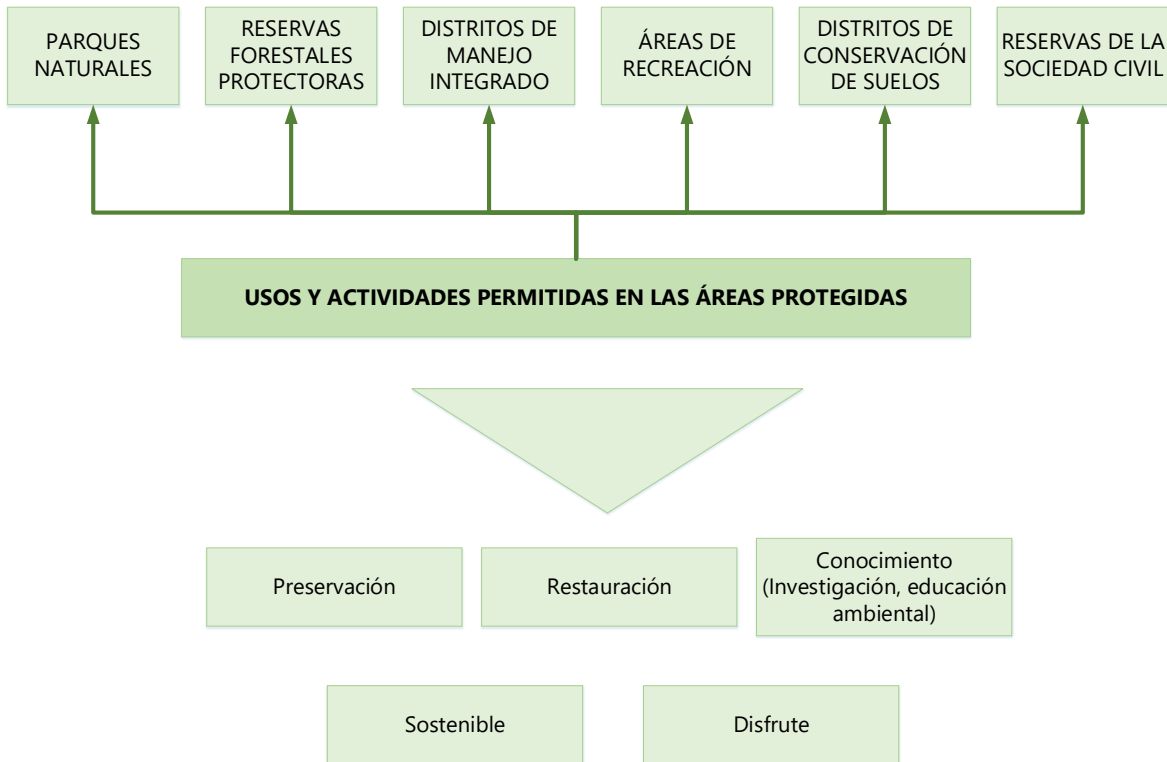 PARQUES
NATURALES
RESERVAS
FORESTALES
PROTECTORAS
DISTRITOS DE
MANEJO
INTEGRADO
ÁREAS DE
RECREACIÓN
DISTRITOS DE
CONSERVACIÓN
DE SUELOS
RESERVAS DE LA
SOCIEDAD CIVIL
USOS Y ACTIVIDADES PERMITIDAS EN LAS ÁREAS PROTEGIDAS
Preservación
Restauración
Conocimiento
(Investigación, educación
ambiental)
Sostenible
Disfrute